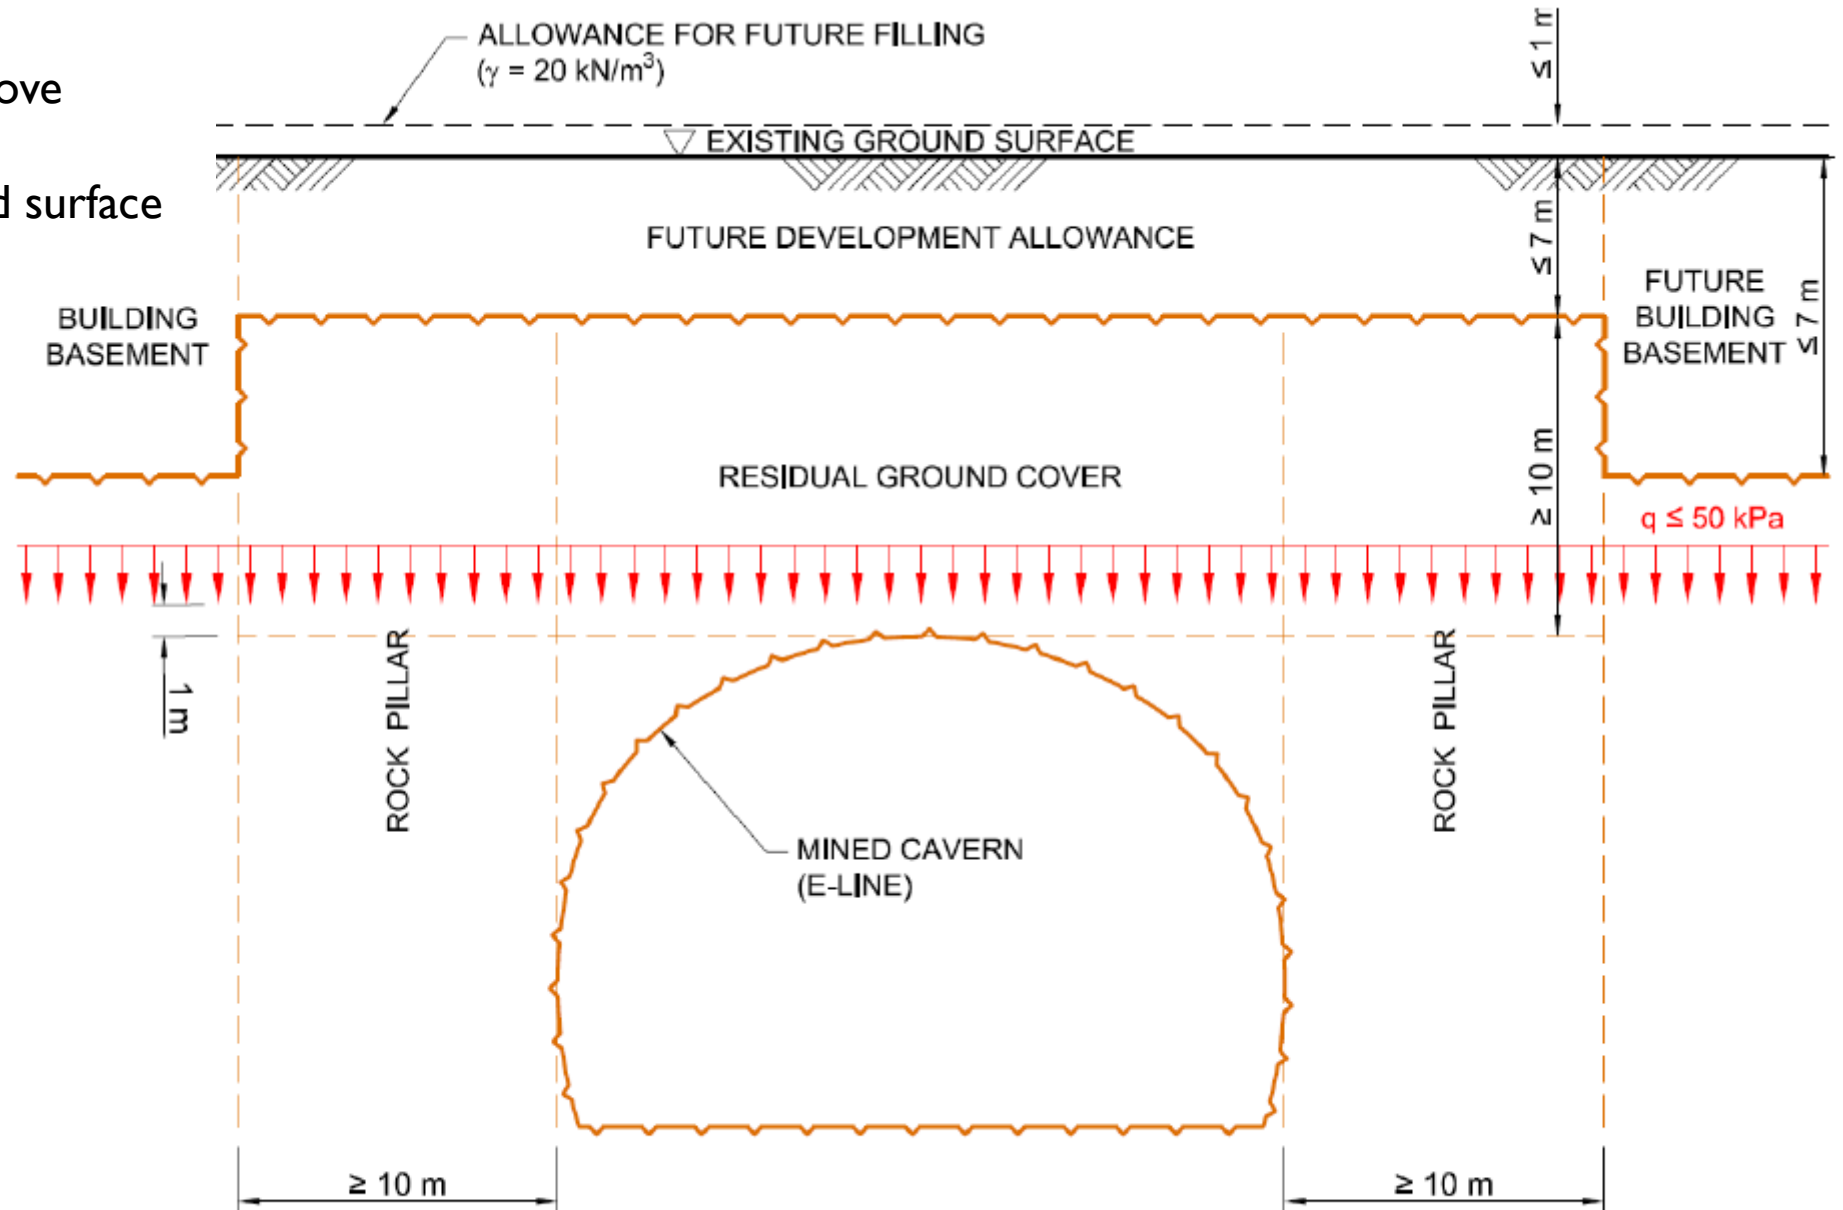 ALLOWANCE FOR FUTURE FILLING
(γ = 20 kN/m³)
≤ 1 m
EXISTING GROUND SURFACE
d surface
FUTURE DEVELOPMENT ALLOWANCE
≤ 7 m
BUILDING
BASEMENT
FUTURE
BUILDING
BASEMENT
≤ 7 m
RESIDUAL GROUND COVER
≥ 10 m
q ≤ 50 kPa
1 m
ROCK PILLAR
ROCK PILLAR
MINED CAVERN
(E-LINE)
≥ 10 m
≥ 10 m